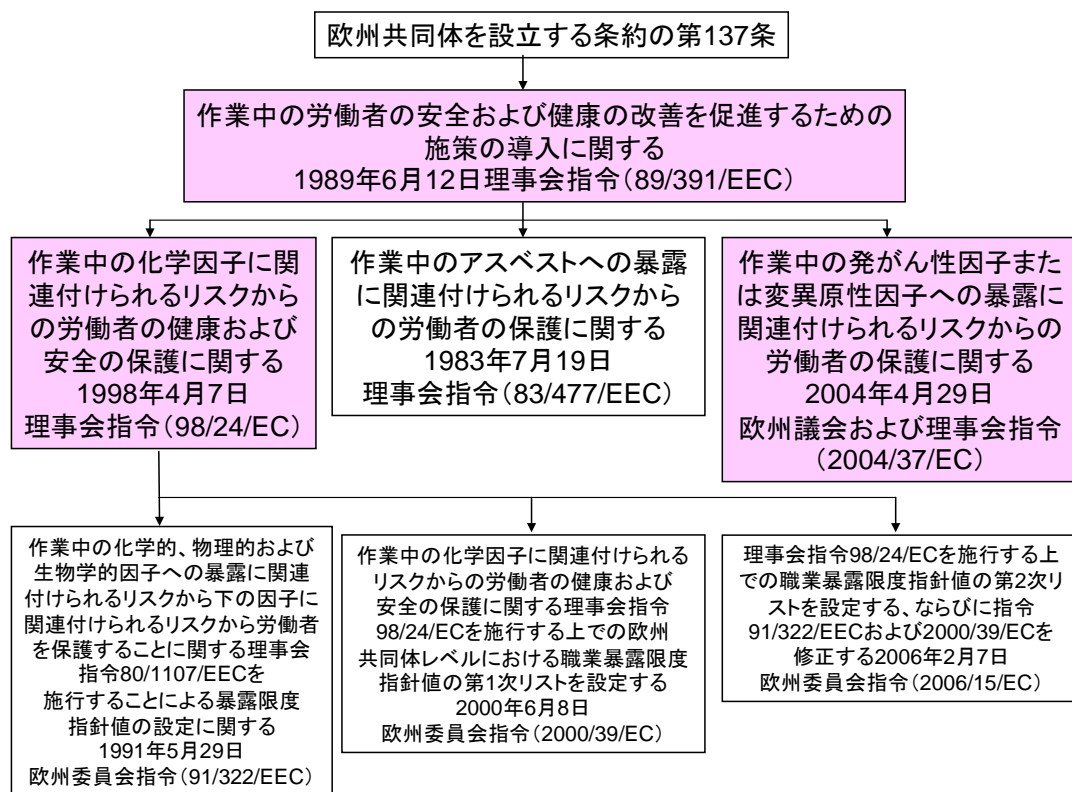 欧州共同体を設立する条約の第137条
作業中の労働者の安全および健康の改善を促進するための
施策の導入に関する
1989年6月12日理事会指令（89/391/EEC）
作業中の化学因子に関
連付けられるリスクから
の労働者の健康および
安全の保護に関する
1998年4月7日
理事会指令（98/24/EC）
作業中のアスベストへの暴露
に関連付けられるリスクから
の労働者の保護に関する
1983年7月19日
理事会指令（83/477/EEC）
作業中の発がん性因子また
は変異原性因子への暴露に
関連付けられるリスクからの
労働者の保護に関する
2004年4月29日
欧州議会および理事会指令
（2004/37/EC）
作業中の化学的、物理的および
生物学的因子への暴露に関連
付けられるリスクから下の因子に
関連付けられるリスクから労働者
を保護することに関する理事会
指令80/1107/EECを
施行することによる暴露限度
指針値の設定に関する
1991年5月29日
欧州委員会指令（91/322/EEC）
作業中の化学因子に関連付けられる
リスクからの労働者の健康および
安全の保護に関する理事会指令
98/24/ECを施行する上での欧州
共同体レベルにおける職業暴露限度
指針値の第1次リストを設定する
2000年6月8日
欧州委員会指令（2000/39/EC）
理事会指令98/24/ECを施行する上
での職業暴露限度指針値の第2次リ
ストを設定する、ならびに指令
91/322/EECおよび2000/39/ECを
修正する2006年2月7日
欧州委員会指令（2006/15/EC）